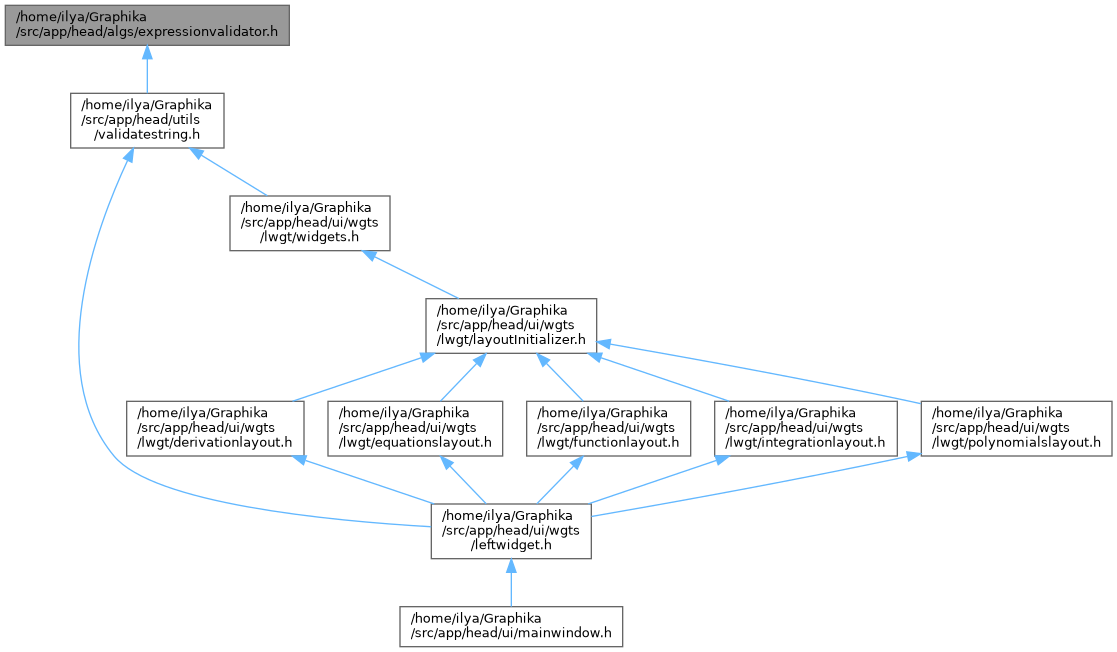 /home/ilya/Graphika
/src/app/head/algs/expressionvalidator.h
/home/ilya/Graphika
/src/app/head/utils
/validatestring.h
/home/ilya/Graphika
/src/app/head/ui/wgts
/lwgt/widgets.h
/home/ilya/Graphika
/src/app/head/ui/wgts
/lwgt/layoutInitializer.h
/home/ilya/Graphika
/src/app/head/ui/wgts
/lwgt/derivationlayout.h
/home/ilya/Graphika
/src/app/head/ui/wgts
/lwgt/equationslayout.h
/home/ilya/Graphika
/src/app/head/ui/wgts
/lwgt/functionlayout.h
/home/ilya/Graphika
/src/app/head/ui/wgts
/lwgt/integrationlayout.h
/home/ilya/Graphika
/src/app/head/ui/wgts
/lwgt/polynomialslayout.h
/home/ilya/Graphika
/src/app/head/ui/wgts
/leftwidget.h
/home/ilya/Graphika
/src/app/head/ui/mainwindow.h